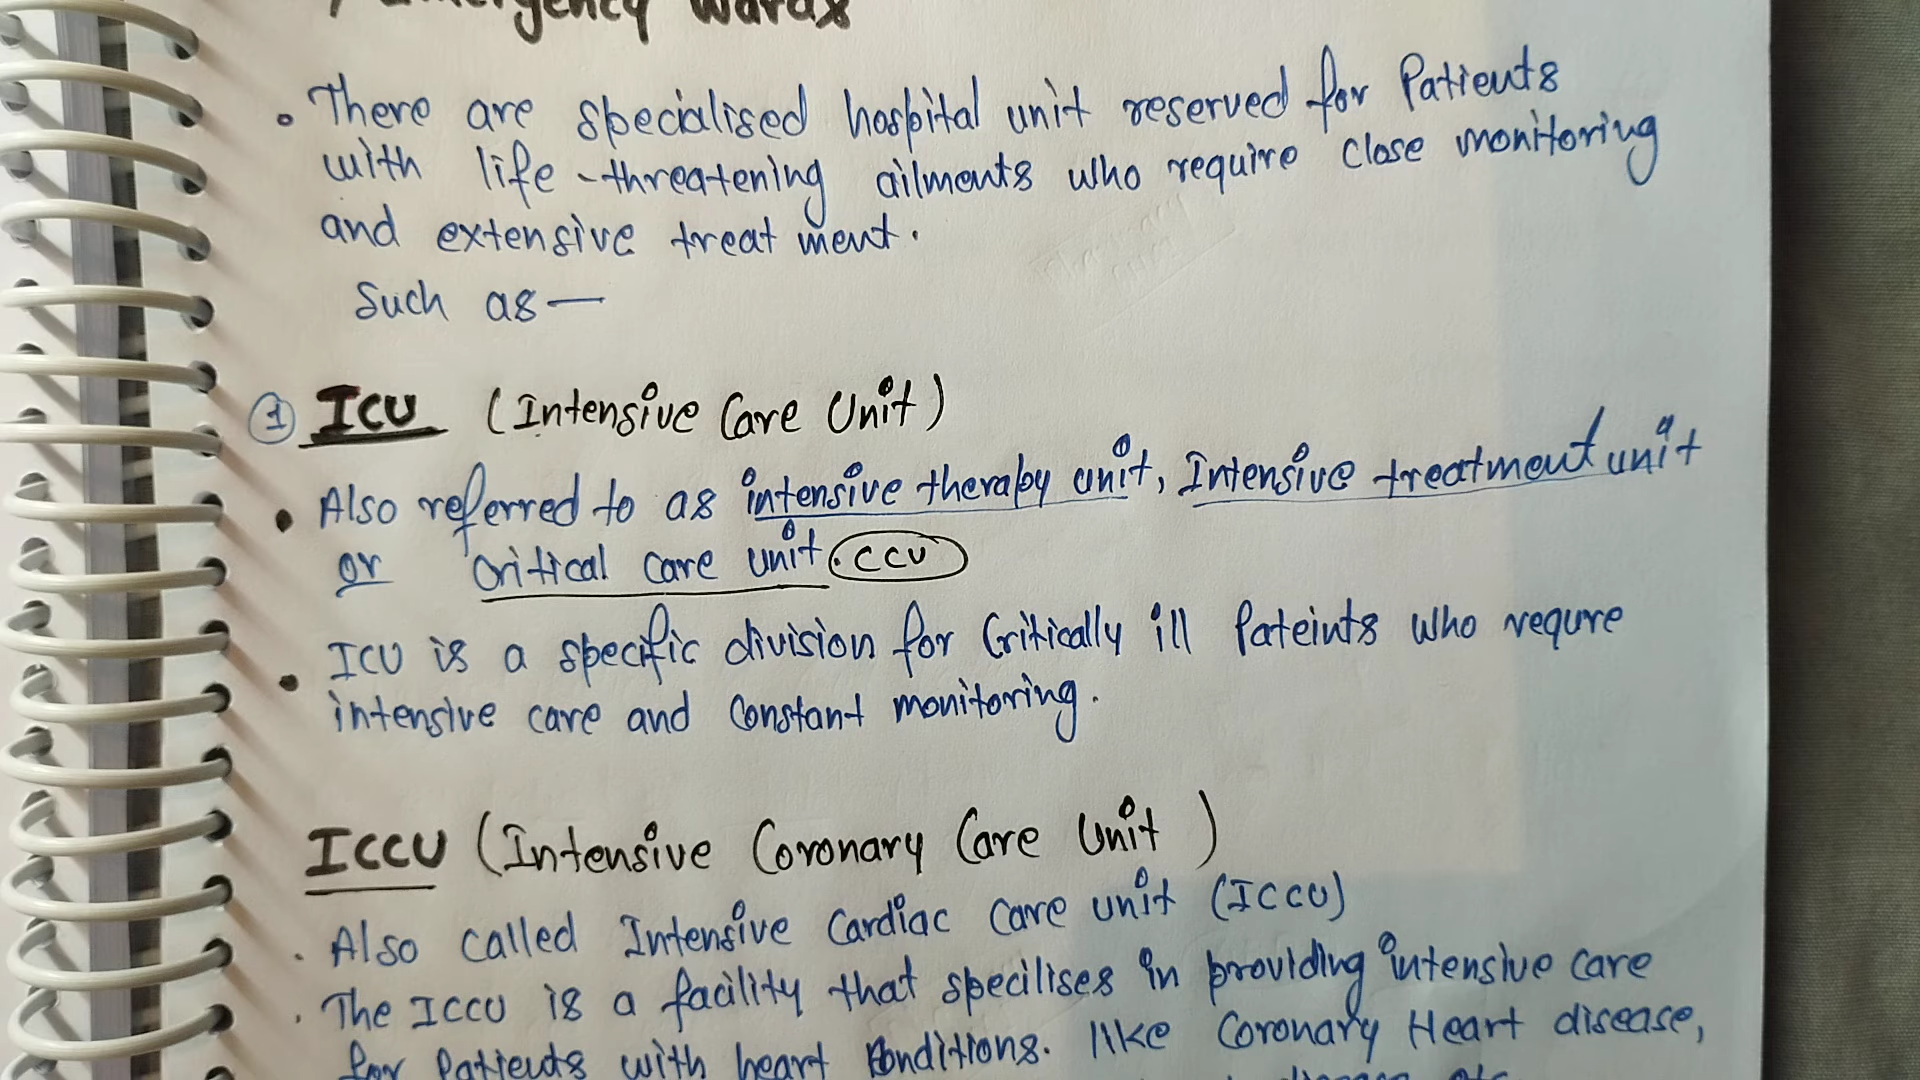 Emergency Wards
• There are specialised hospital unit reserved for Patients
with life-threatening ailments who require close monitoring
and extensive treatment.
Such as —
① ICU (Intensive Care Unit)
• Also referred to as intensive therapy unit, Intensive treatment unit
or critical care unit. CCU
• ICU is a specific division for Critically ill Pateints who requre
intensive care and constant monitoring.
ICCU (Intensive Coronary Care Unit)
. Also called Intensive Cardiac Care unit (ICCU)
. The ICCU is a facility that specilises in providing intensive care
for Patients with heart conditions. like Coronary Heart disease,